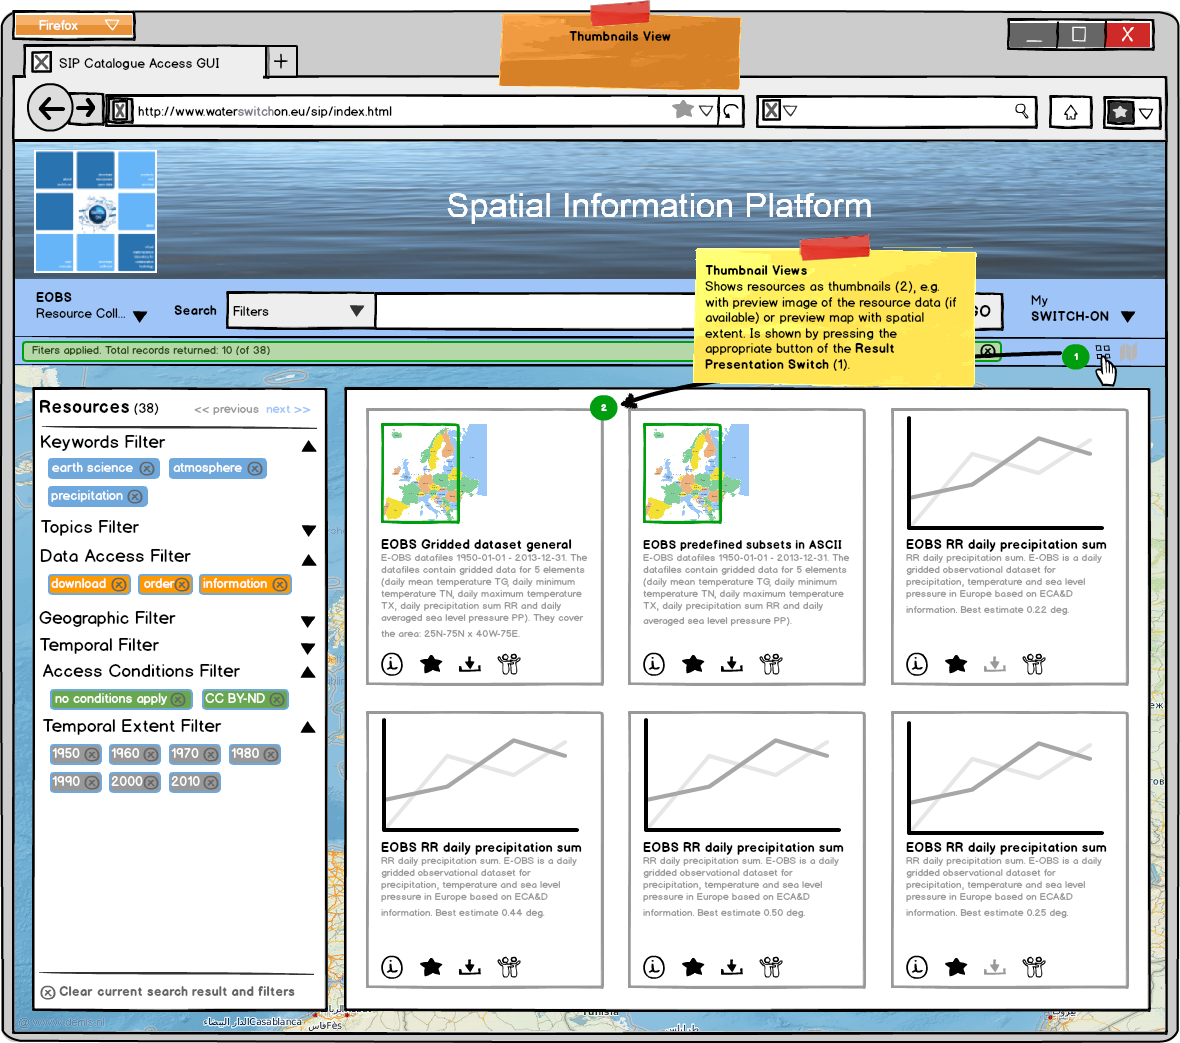 Firefox
Thumbnails View
SIP Catalogue Access GUI
http://www.waterswitchon.eu/sip/index.html
Spatial Information Platform
EOBS
Resource Coll...
Search
Filters
GO
My
SWITCH-ON
Thumbnail Views
Shows resources as thumbnails (2), e.g.
with preview image of the resource data (if
available) or preview map with spatial
extent. Is shown by pressing the
appropriate button of the Result
Presentation Switch (1).
Fiters applied. Total records returned: 10 (of 38)
1
2
Resources (38)
<< previous next >>
Keywords Filter
earth science
atmosphere
precipitation
Topics Filter
Data Access Filter
download
order
information
Geographic Filter
Temporal Filter
Access Conditions Filter
no conditions apply
CC BY-ND
Temporal Extent Filter
1950
1960
1970
1980
1990
2000
2010
Clear current search result and filters
EOBS Gridded dataset general
E-OBS datafiles 1950-01-01 - 2013-12-31. The
datafiles contain gridded data for 5 elements
(daily mean temperature TG, daily minimum
temperature TN, daily maximum temperature
TX, daily precipitation sum RR and daily
averaged sea level pressure PP). They cover
the area: 25N-75N x 40W-75E.
EOBS predefined subsets in ASCII
E-OBS datafiles 1950-01-01 - 2013-12-31. The
datafiles contain gridded data for 5 elements
(daily mean temperature TG, daily minimum
temperature TN, daily maximum temperature
TX, daily precipitation sum RR and daily
averaged sea level pressure PP).
EOBS RR daily precipitation sum
RR daily precipitation sum. E-OBS is a daily
gridded observational dataset for
precipitation, temperature and sea level
pressure in Europe based on ECA&D
information. Best estimate 0.22 deg.
EOBS RR daily precipitation sum
RR daily precipitation sum. E-OBS is a daily
gridded observational dataset for
precipitation, temperature and sea level
pressure in Europe based on ECA&D
information. Best estimate 0.44 deg.
EOBS RR daily precipitation sum
RR daily precipitation sum. E-OBS is a daily
gridded observational dataset for
precipitation, temperature and sea level
pressure in Europe based on ECA&D
information. Best estimate 0.50 deg.
EOBS RR daily precipitation sum
RR daily precipitation sum. E-OBS is a daily
gridded observational dataset for
precipitation, temperature and sea level
pressure in Europe based on ECA&D
information. Best estimate 0.25 deg.
الدار البيضاء Casablanca
فاس Fès